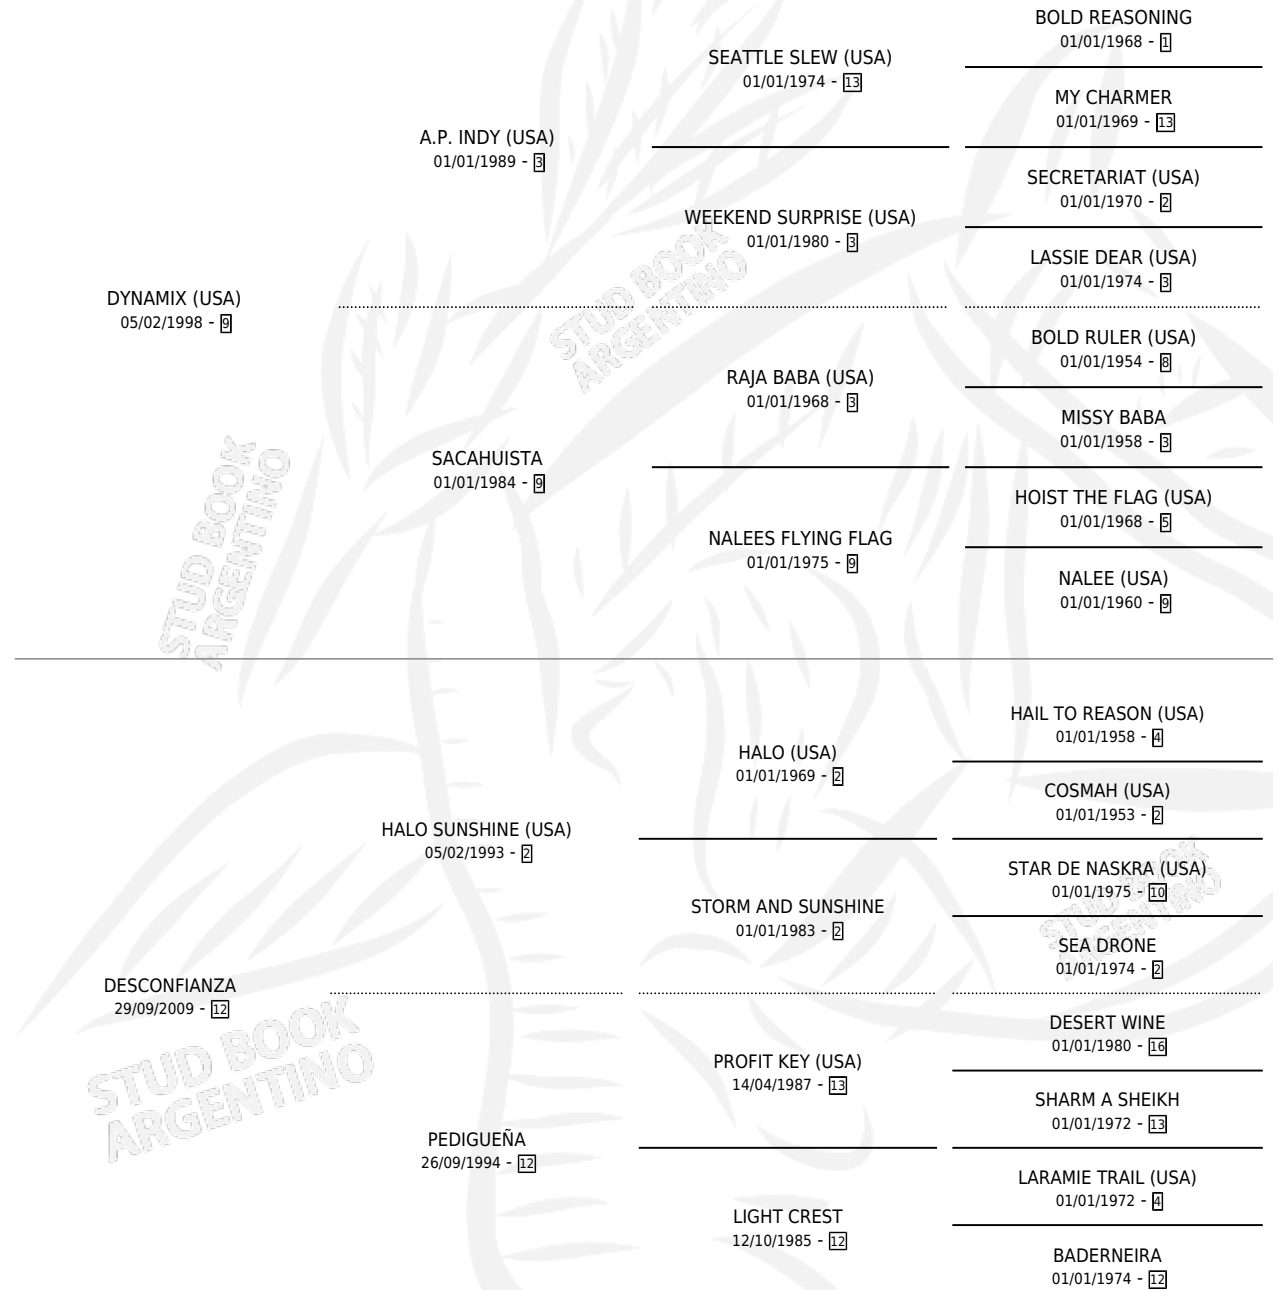 BOLD REASONING
01/01/1968 - 1
SEATTLE SLEW (USA)
01/01/1974 - 13
MY CHARMER
01/01/1969 - 13
A.P. INDY (USA)
01/01/1989 - 3
SECRETARIAT (USA)
01/01/1970 - 2
WEEKEND SURPRISE (USA)
01/01/1980 - 3
LASSIE DEAR (USA)
01/01/1974 - 3
DYNAMIX (USA)
05/02/1998 - 9
BOLD RULER (USA)
01/01/1954 - 8
RAJA BABA (USA)
01/01/1968 - 3
MISSY BABA
01/01/1958 - 3
SACAHUISTA
01/01/1984 - 9
HOIST THE FLAG (USA)
01/01/1968 - 5
NALEES FLYING FLAG
01/01/1975 - 9
NALEE (USA)
01/01/1960 - 9
HAIL TO REASON (USA)
01/01/1958 - 4
HALO (USA)
01/01/1969 - 2
COSMAH (USA)
01/01/1953 - 2
HALO SUNSHINE (USA)
05/02/1993 - 2
STAR DE NASKRA (USA)
01/01/1975 - 10
STORM AND SUNSHINE
01/01/1983 - 2
SEA DRONE
01/01/1974 - 2
DESCONFIANZA
29/09/2009 - 12
DESERT WINE
01/01/1980 - 16
PROFIT KEY (USA)
14/04/1987 - 13
SHARM A SHEIKH
01/01/1972 - 13
PEDIGUEÑA
26/09/1994 - 12
LARAMIE TRAIL (USA)
01/01/1972 - 4
LIGHT CREST
12/10/1985 - 12
BADERNEIRA
01/01/1974 - 12
STUD BOOK
ARGENTINO
STUD BOOK
ARGENTINO
STUD BOOK
ARGENTINO
STUD BOOK
ARGENTINO